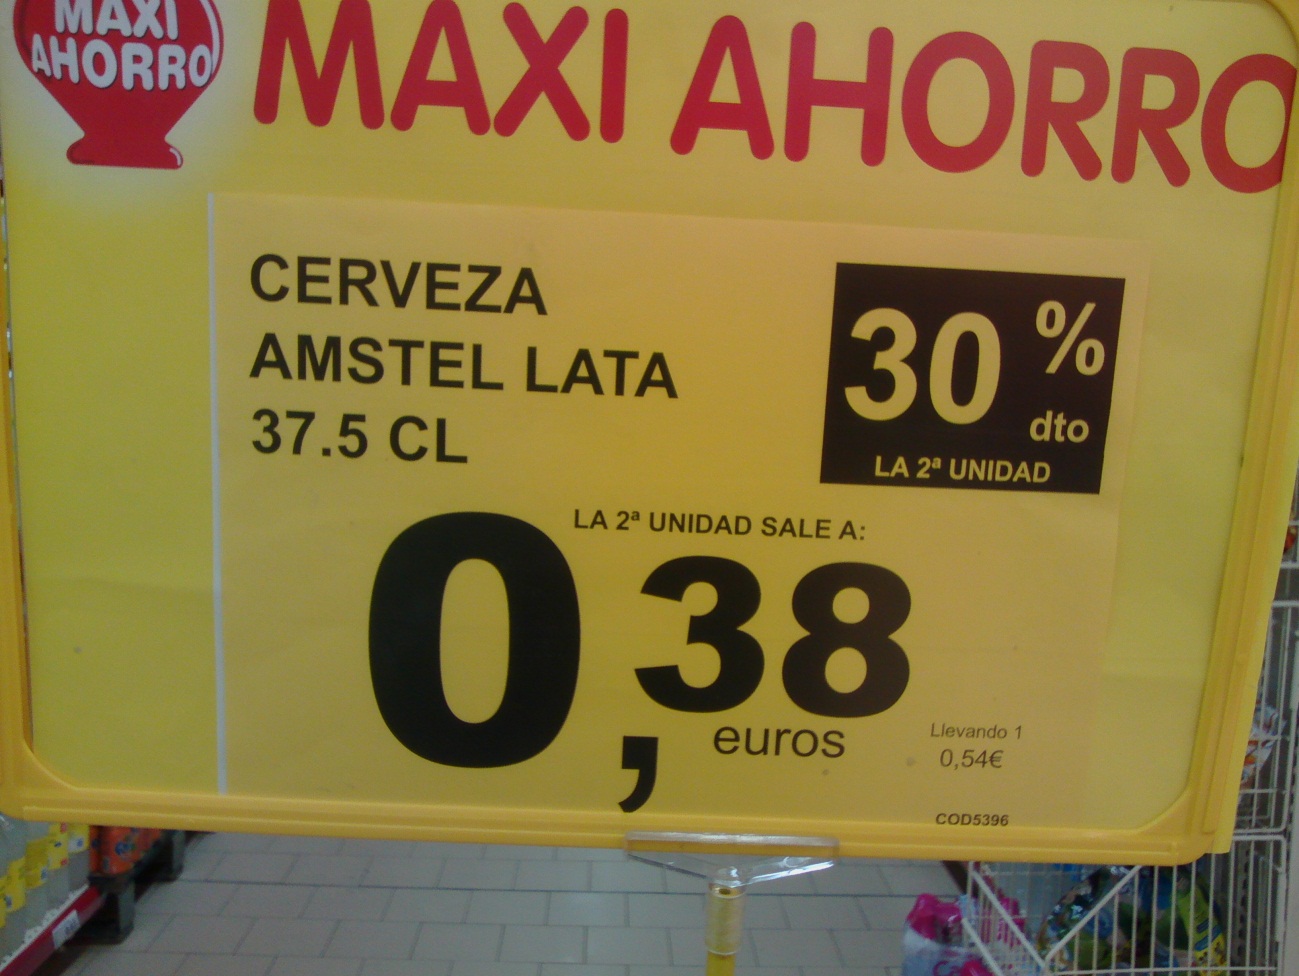 MAXI
AHORRO
MAXI AHORRO
CERVEZA
AMSTEL LATA
37.5 CL
30 %
dto
LA 2ª UNIDAD
LA 2ª UNIDAD SALE A:
0,38
euros
Llevando 1
0,54€
COD5396